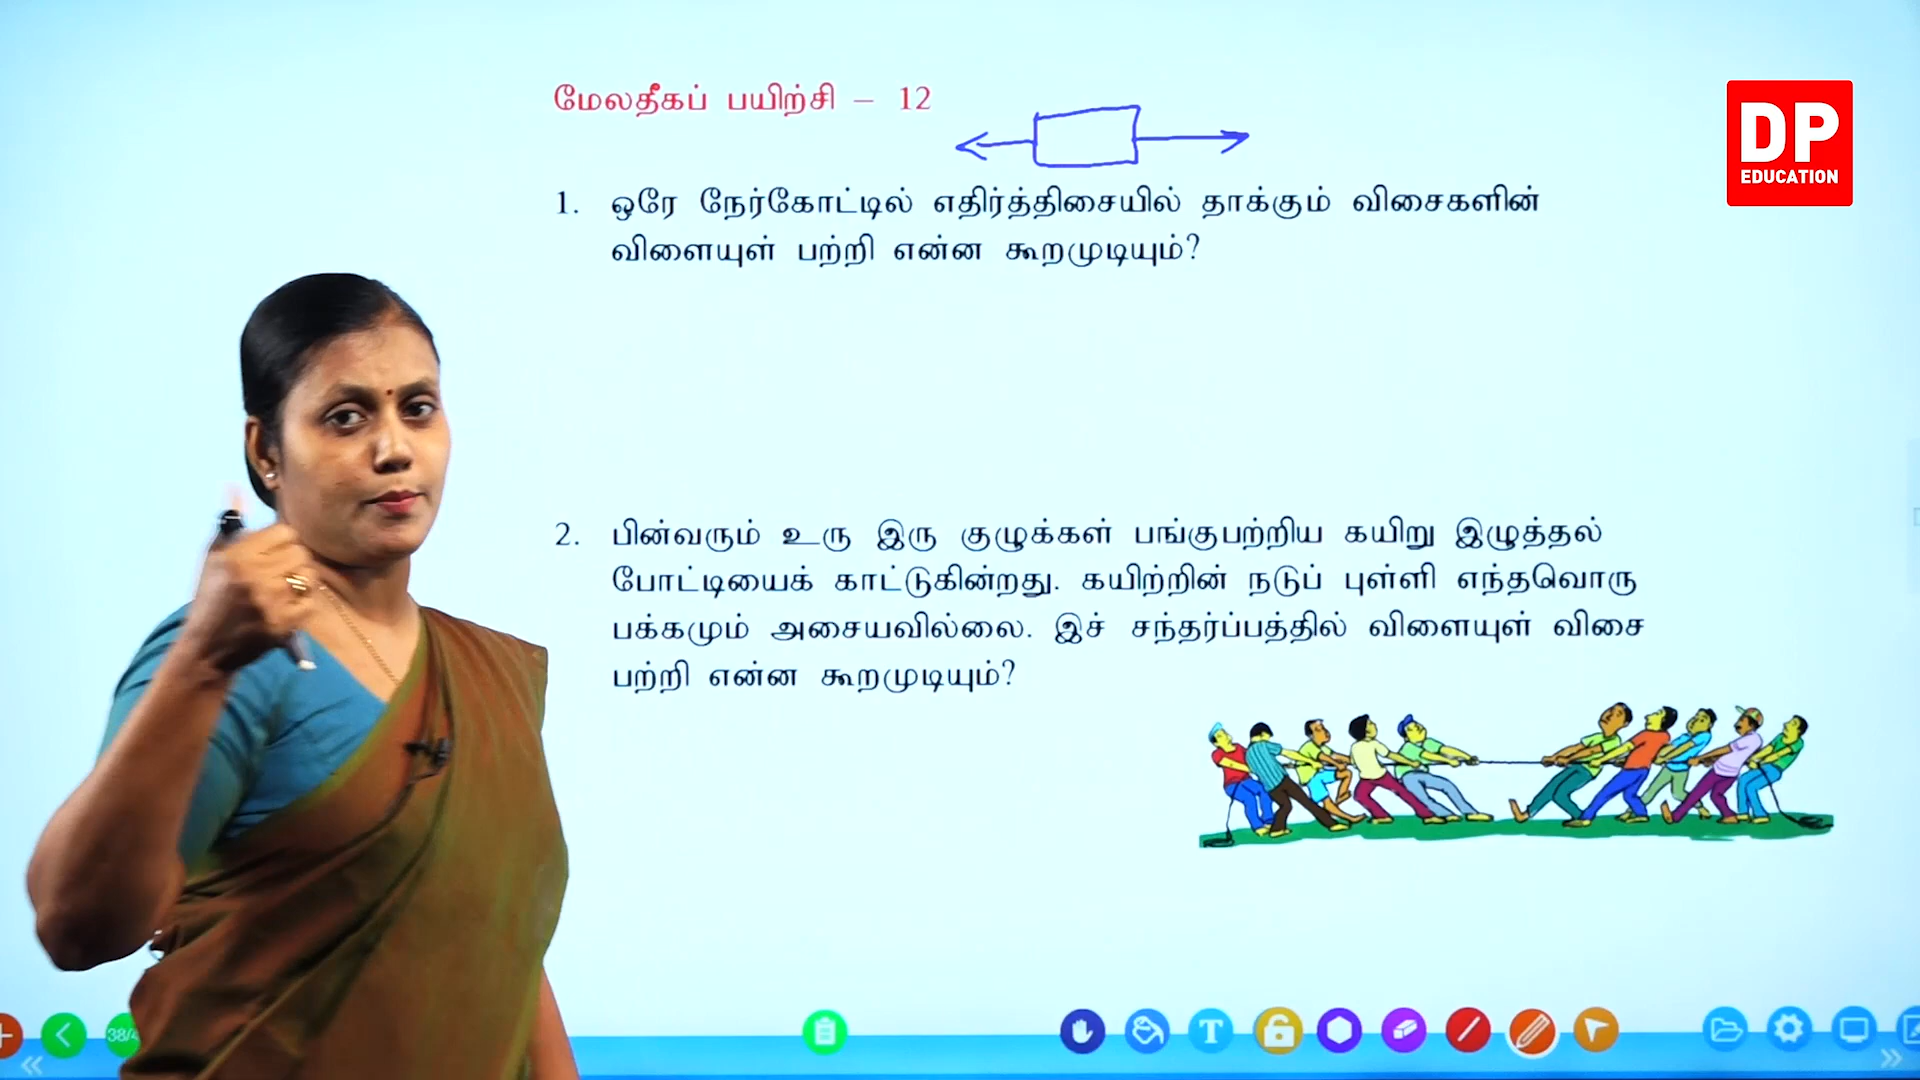 மேலதீகப் பயிற்சி – 12
DP
EDUCATION
1. ஒரே நேர்கோட்டில் எதிர்த்திசையில் தாக்கும் விசைகளின்
விளையுள் பற்றி என்ன கூறமுடியும்?
2. பின்வரும் உரு இரு குழுக்கள் பங்குபற்றிய கயிறு இழுத்தல்
போட்டியைக் காட்டுகின்றது. கயிற்றின் நடுப் புள்ளி எந்தவொரு
பக்கமும் அசையவில்லை. இச் சந்தர்ப்பத்தில் விளையுள் விசை
பற்றி என்ன கூறமுடியும்?
T